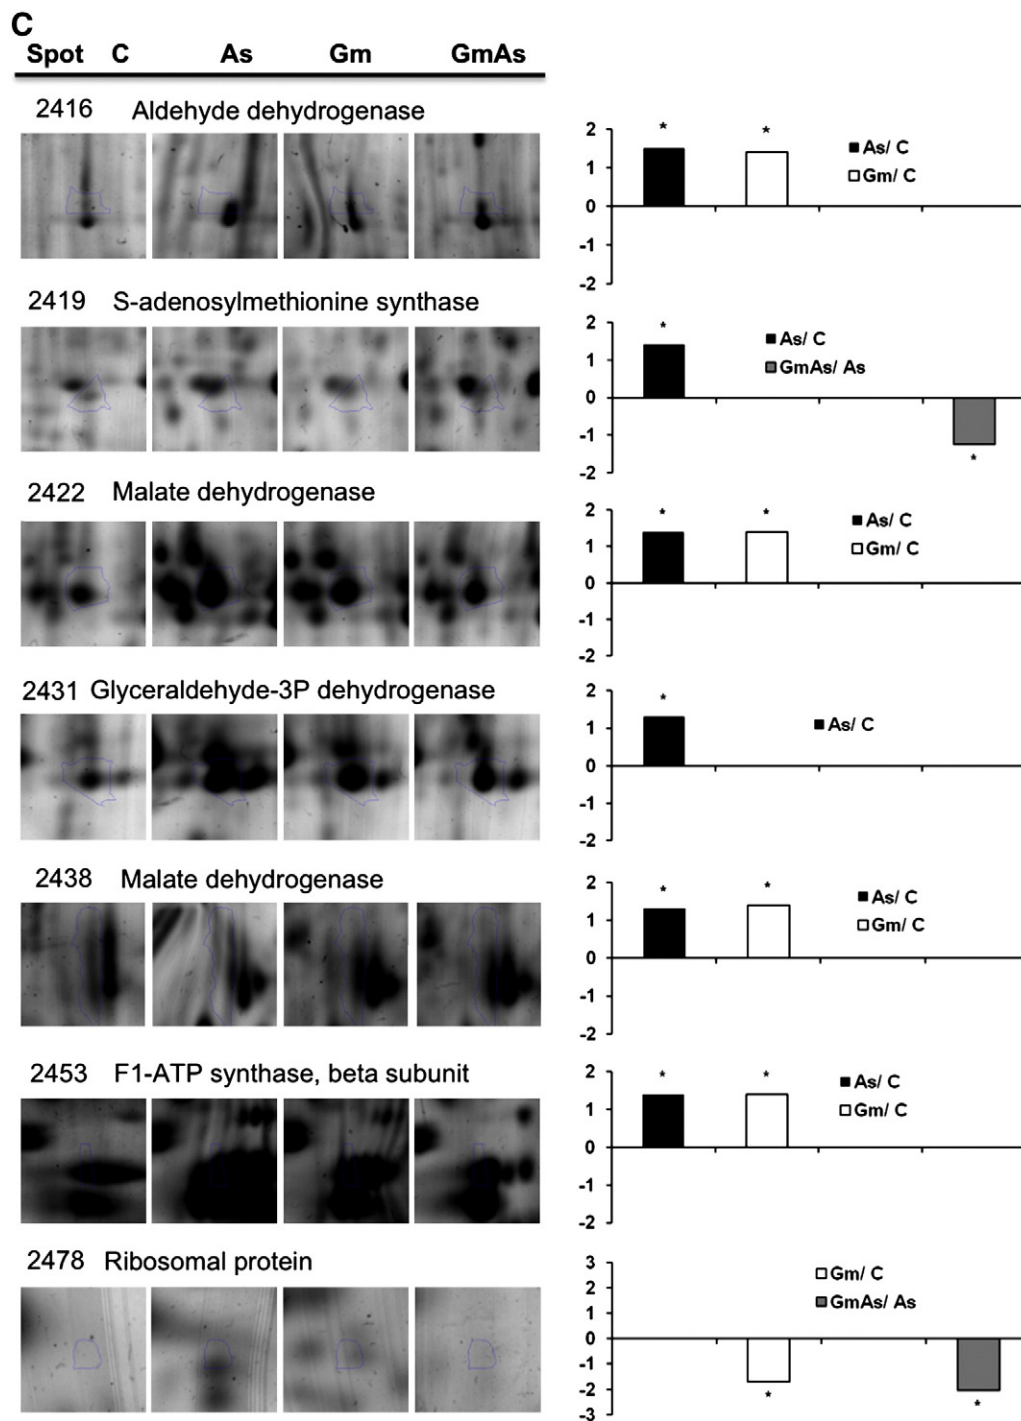 C
Spot C As Gm GmAs
2416 Aldehyde dehydrogenase
2
1
0
-1
-2
*
*
As/ C
Gm/ C
2419 S-adenosylmethionine synthase
2
1
0
-1
-2
*
*
As/ C
GmAs/ As
2422 Malate dehydrogenase
2
1
0
-1
-2
*
*
As/ C
Gm/ C
2431 Glyceraldehyde-3P dehydrogenase
2
1
0
-1
-2
*
As/ C
2438 Malate dehydrogenase
2
1
0
-1
-2
*
*
As/ C
Gm/ C
2453 F1-ATP synthase, beta subunit
2
1
0
-1
-2
*
*
As/ C
Gm/ C
2478 Ribosomal protein
3
2
1
0
-1
-2
-3
*
*
Gm/ C
GmAs/ As